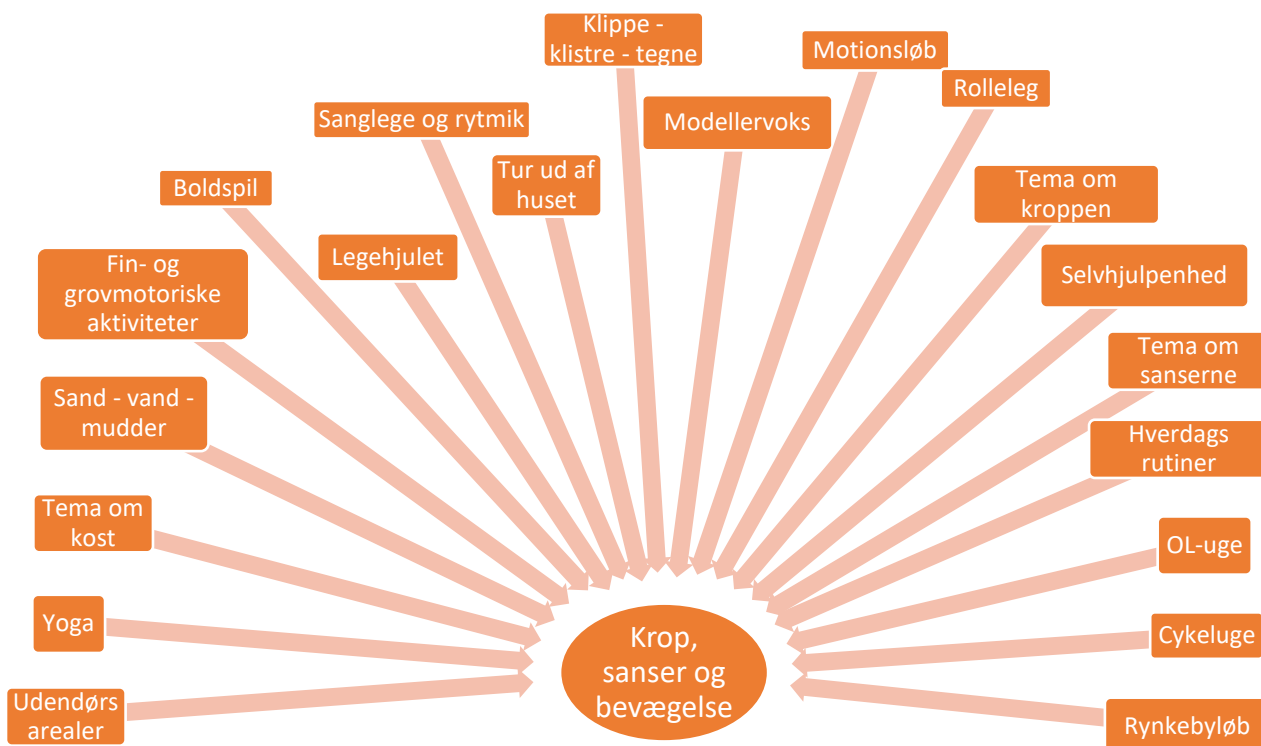 Klippe -
klistre - tegne
Motionsløb
Rolleleg
Sanglege og rytmik
Modellervoks
Tur ud af
huset
Boldspil
Tema om
kroppen
Legehjulet
Fin- og
grovmotoriske
aktiviteter
Selvhjulpenhed
Tema om
sanserne
Sand - vand -
mudder
Hverdags
rutiner
Tema om
kost
OL-uge
Yoga
Cykeluge
Krop,
sanser og
bevægelse
Udendørs
arealer
Rynkebyløb